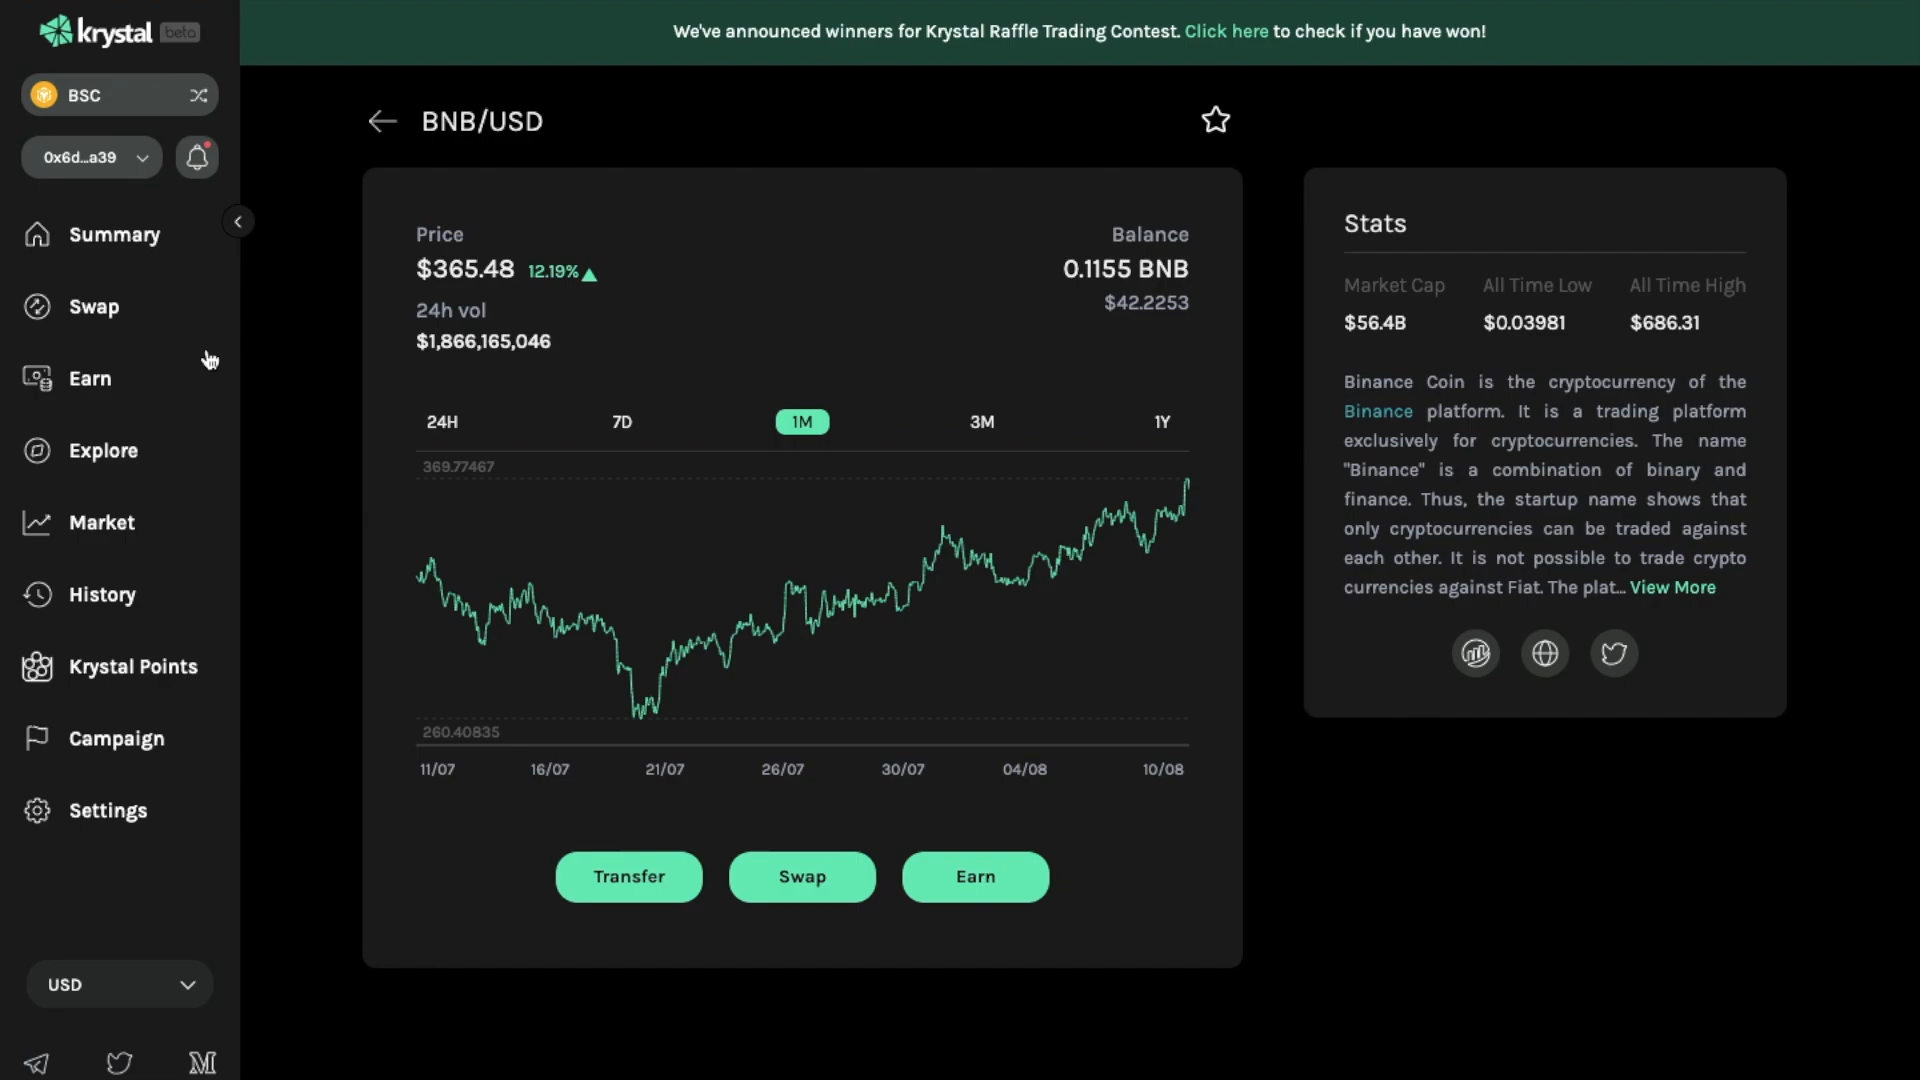 krystal beta
We've announced winners for Krystal Raffle Trading Contest. Click here to check if you have won!
BSC
0x6d...a39
Summary
Swap
Earn
Explore
Market
History
Krystal Points
Campaign
Settings
USD
BNB/USD
Price
$365.48 12.19%
24h vol
$1,866,165,046
Balance
0.1155 BNB
$42.2253
24H 7D 1M 3M 1Y
369.77467
260.40835
11/07 16/07 21/07 26/07 30/07 04/08 10/08
Transfer Swap Earn
Stats
Market Cap All Time Low All Time High
$56.4B $0.03981 $686.31
Binance Coin is the cryptocurrency of the
Binance platform. It is a trading platform
exclusively for cryptocurrencies. The name
"Binance" is a combination of binary and
finance. Thus, the startup name shows that
only cryptocurrencies can be traded against
each other. It is not possible to trade crypto
currencies against Fiat. The plat... View More